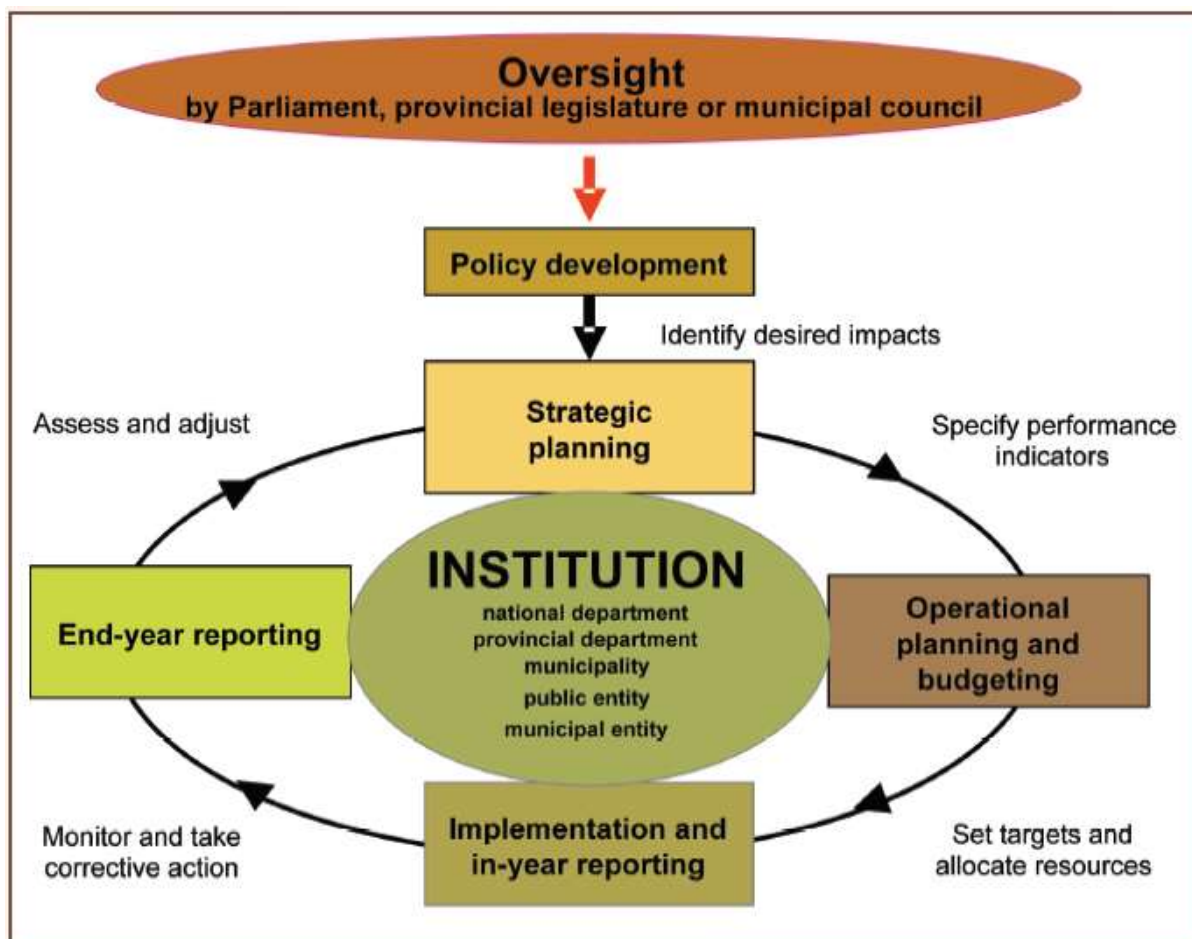 Oversight
by Parliament, provincial legislature or municipal council
Policy development
Identify desired impacts
Strategic
planning
Assess and adjust
Specify performance
indicators
INSTITUTION
national department
provincial department
municipality
public entity
municipal entity
End-year reporting
Operational
planning and
budgeting
Implementation and
in-year reporting
Monitor and take
corrective action
Set targets and
allocate resources